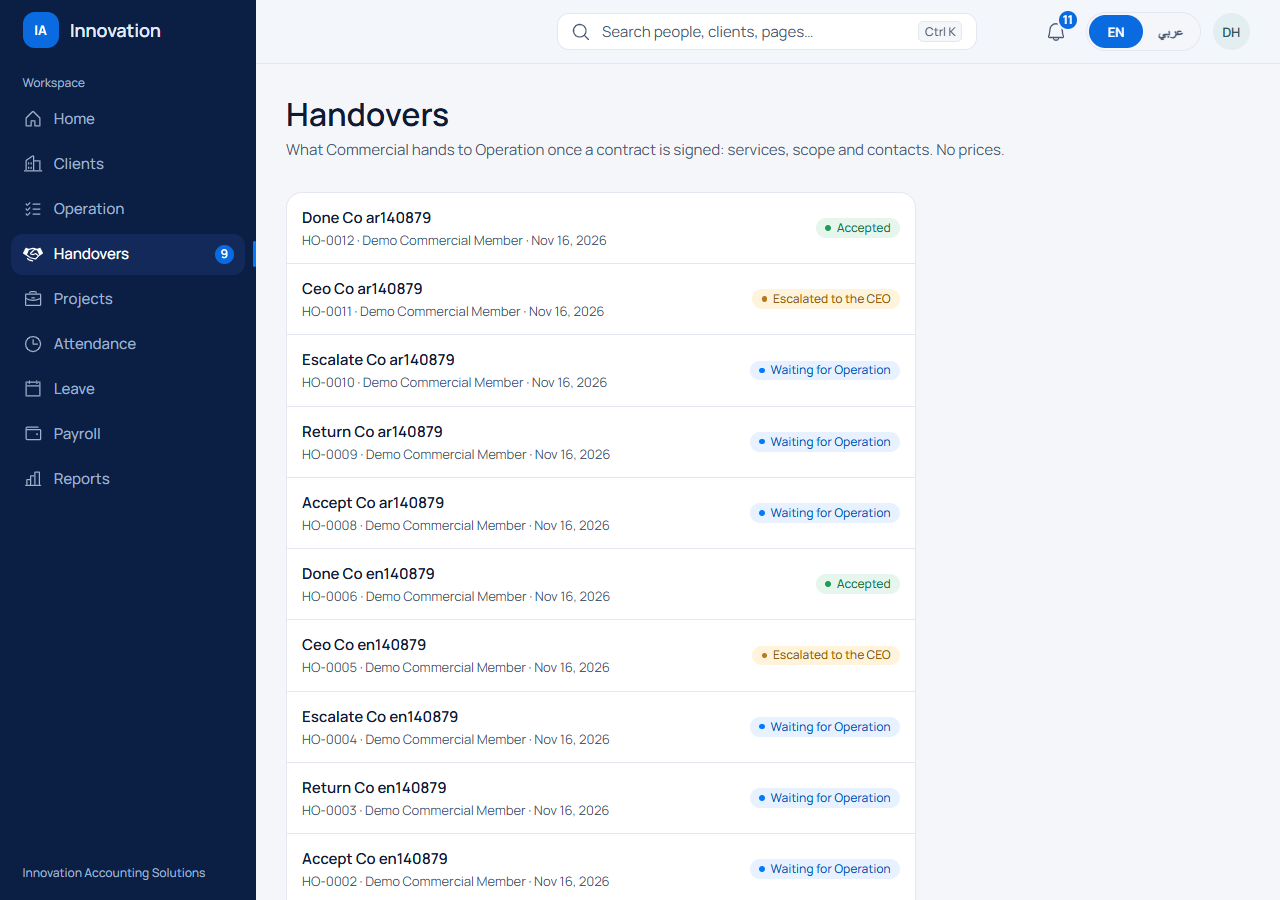 IA Innovation
Search people, clients, pages... Ctrl K
11
EN عربي
DH
Workspace
Home
Clients
Operation
Handovers 9
Projects
Attendance
Leave
Payroll
Reports
Innovation Accounting Solutions
Handovers
What Commercial hands to Operation once a contract is signed: services, scope and contacts. No prices.
Done Co ar140879
HO-0012 · Demo Commercial Member · Nov 16, 2026
Accepted
Ceo Co ar140879
HO-0011 · Demo Commercial Member · Nov 16, 2026
Escalated to the CEO
Escalate Co ar140879
HO-0010 · Demo Commercial Member · Nov 16, 2026
Waiting for Operation
Return Co ar140879
HO-0009 · Demo Commercial Member · Nov 16, 2026
Waiting for Operation
Accept Co ar140879
HO-0008 · Demo Commercial Member · Nov 16, 2026
Waiting for Operation
Done Co en140879
HO-0006 · Demo Commercial Member · Nov 16, 2026
Accepted
Ceo Co en140879
HO-0005 · Demo Commercial Member · Nov 16, 2026
Escalated to the CEO
Escalate Co en140879
HO-0004 · Demo Commercial Member · Nov 16, 2026
Waiting for Operation
Return Co en140879
HO-0003 · Demo Commercial Member · Nov 16, 2026
Waiting for Operation
Accept Co en140879
HO-0002 · Demo Commercial Member · Nov 16, 2026
Waiting for Operation